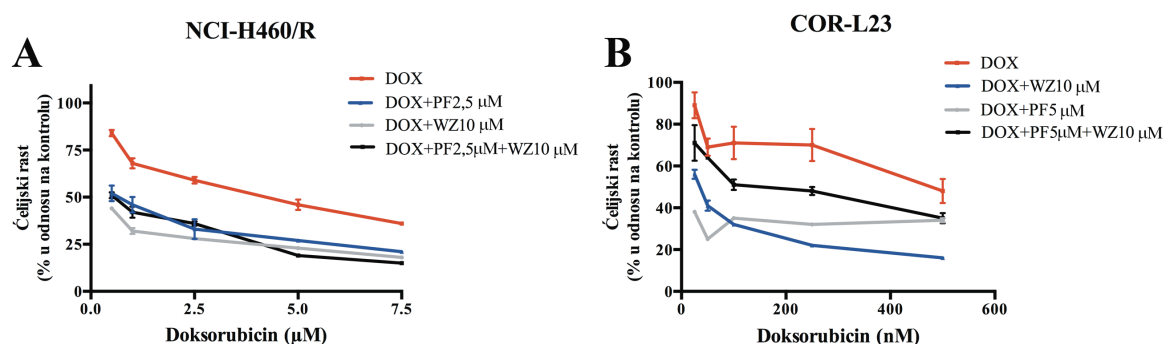 NCI-H460/R
A
DOX
DOX+PF2,5 μM
DOX+WZ10 μM
DOX+PF2,5μM+WZ10 μM
Ćelijski rast
(% u odnosu na kontrolu)
100
75
50
25
0
0.0
2.5
5.0
7.5
Doksorubicin (μM)
COR-L23
B
DOX
DOX+WZ10 μM
DOX+PF5 μM
DOX+PF5μM+WZ10 μM
Ćelijski rast
(% u odnosu na kontrolu)
100
80
60
40
20
0
0
200
400
600
Doksorubicin (nM)